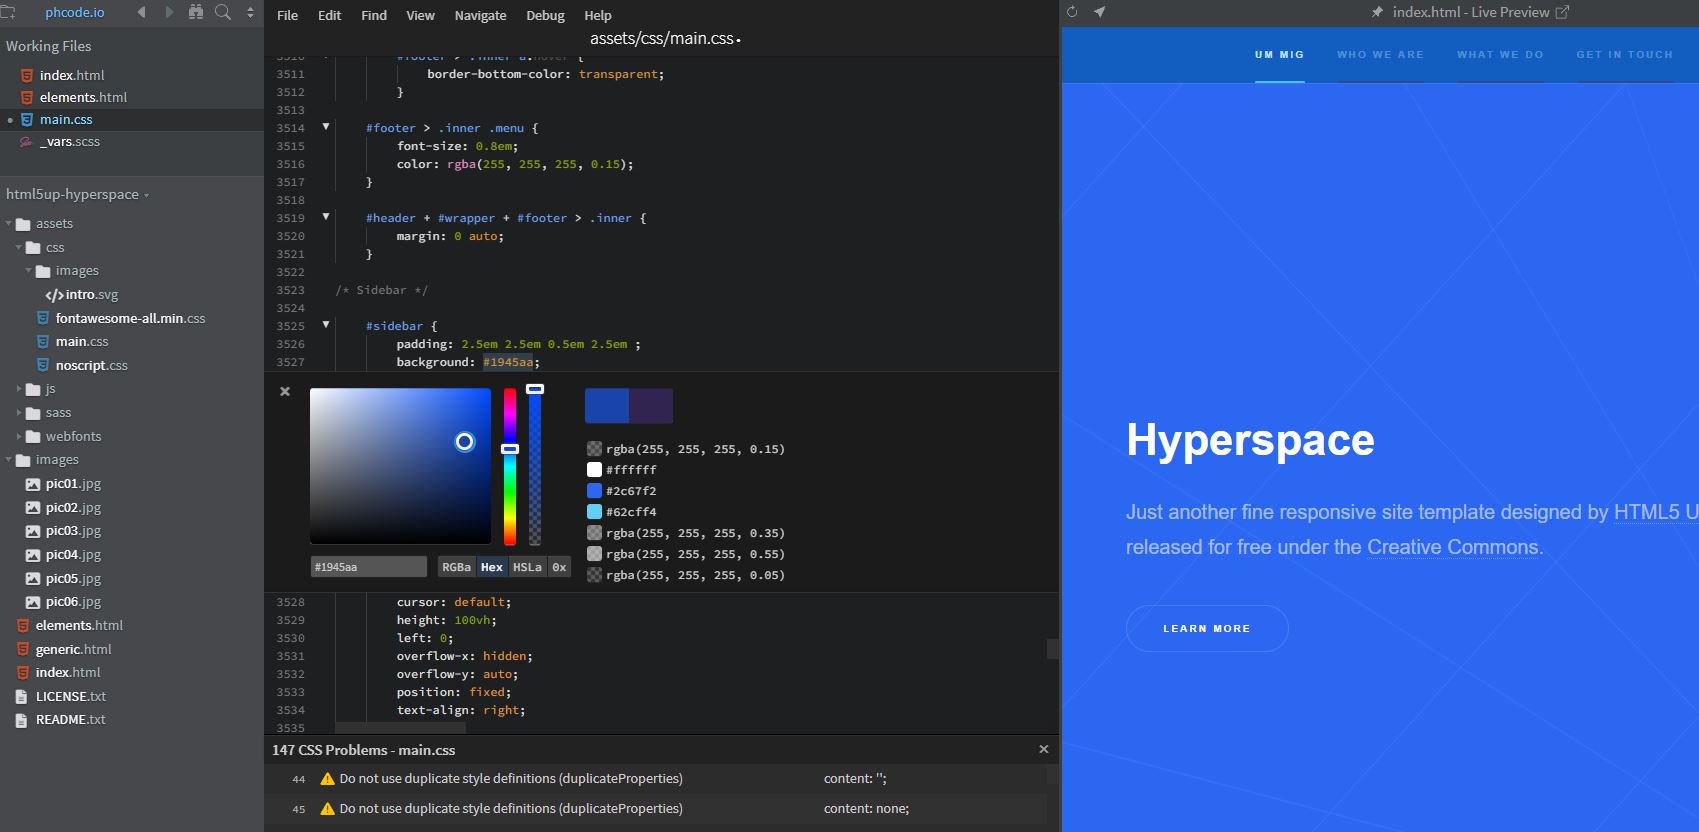 phcode.io
Working Files
index.html
elements.html
main.css
_vars.scss
html5up-hyperspace
assets
css
images
intro.svg
fontawesome-all.min.css
main.css
noscript.css
js
sass
webfonts
images
pic01.jpg
pic02.jpg
pic03.jpg
pic04.jpg
pic05.jpg
pic06.jpg
elements.html
generic.html
index.html
LICENSE.txt
README.txt
File Edit Find View Navigate Debug Help
assets/css/main.css
3510 #footer > .inner a:hover {
3511 border-bottom-color: transparent;
3512 }
3513
3514 #footer > .inner .menu {
3515 font-size: 0.8em;
3516 color: rgba(255, 255, 255, 0.15);
3517 }
3518
3519 #header + #wrapper + #footer > .inner {
3520 margin: 0 auto;
3521 }
3522
3523 /* Sidebar */
3524
3525 #sidebar {
3526 padding: 2.5em 2.5em 0.5em 2.5em ;
3527 background: #1945aa;
rgba(255, 255, 255, 0.15)
#ffffff
#2c67f2
#62cff4
rgba(255, 255, 255, 0.35)
rgba(255, 255, 255, 0.55)
rgba(255, 255, 255, 0.05)
#1945aa RGBa Hex HSLa 0x
3528 cursor: default;
3529 height: 100vh;
3530 left: 0;
3531 overflow-x: hidden;
3532 overflow-y: auto;
3533 position: fixed;
3534 text-align: right;
3535
147 CSS Problems - main.css
44 Do not use duplicate style definitions (duplicateProperties) content: '';
45 Do not use duplicate style definitions (duplicateProperties) content: none;
index.html - Live Preview
UM MIG WHO WE ARE WHAT WE DO GET IN TOUCH
Hyperspace
Just another fine responsive site template designed by HTML5 U
released for free under the Creative Commons.
LEARN MORE